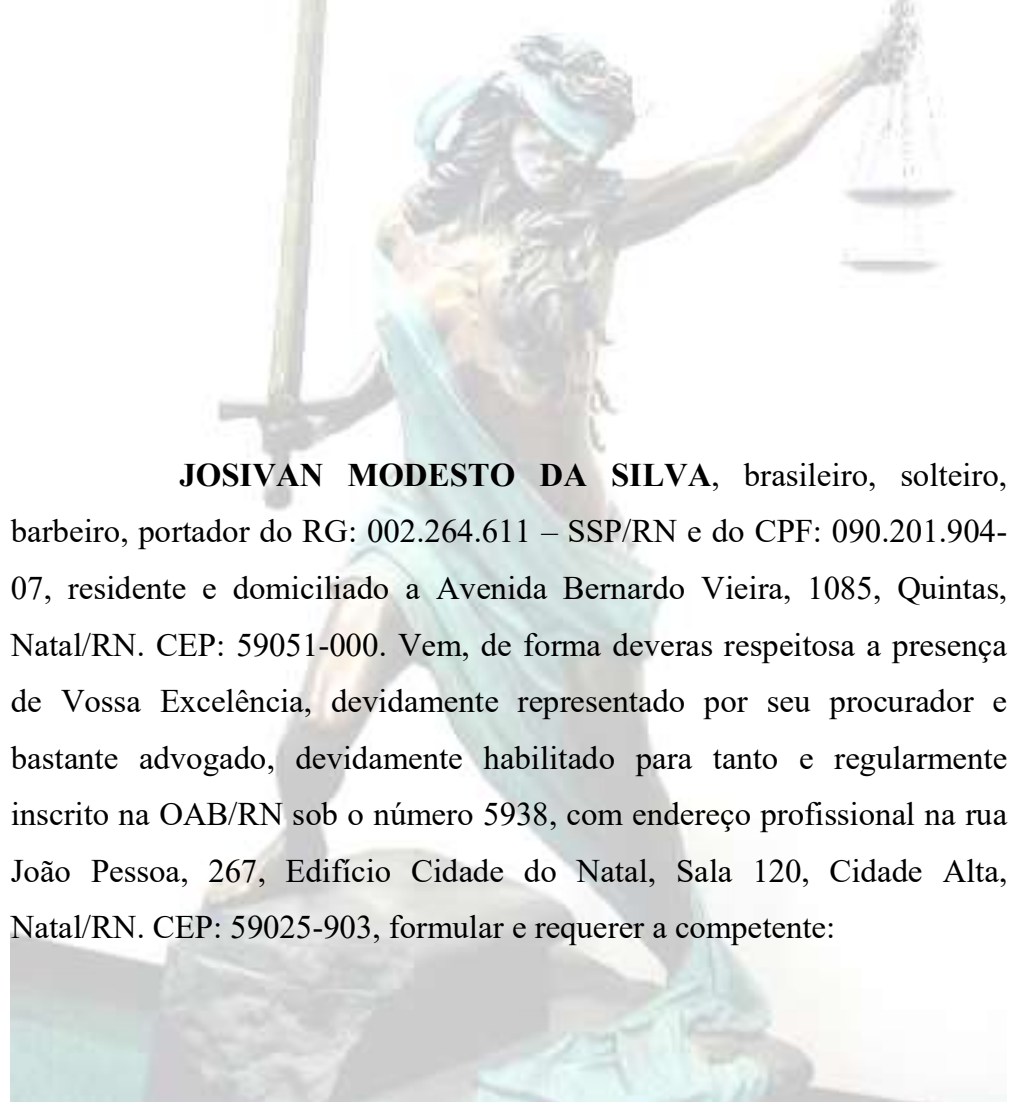 JOSIVAN MODESTO DA SILVA, brasileiro, solteiro,
barbeiro, portador do RG: 002.264.611 – SSP/RN e do CPF: 090.201.904-
07, residente e domiciliado a Avenida Bernardo Vieira, 1085, Quintas,
Natal/RN. CEP: 59051-000. Vem, de forma deveras respeitosa a presença
de Vossa Excelência, devidamente representado por seu procurador e
bastante advogado, devidamente habilitado para tanto e regularmente
inscrito na OAB/RN sob o número 5938, com endereço profissional na rua
João Pessoa, 267, Edifício Cidade do Natal, Sala 120, Cidade Alta,
Natal/RN. CEP: 59025-903, formular e requerer a competente: